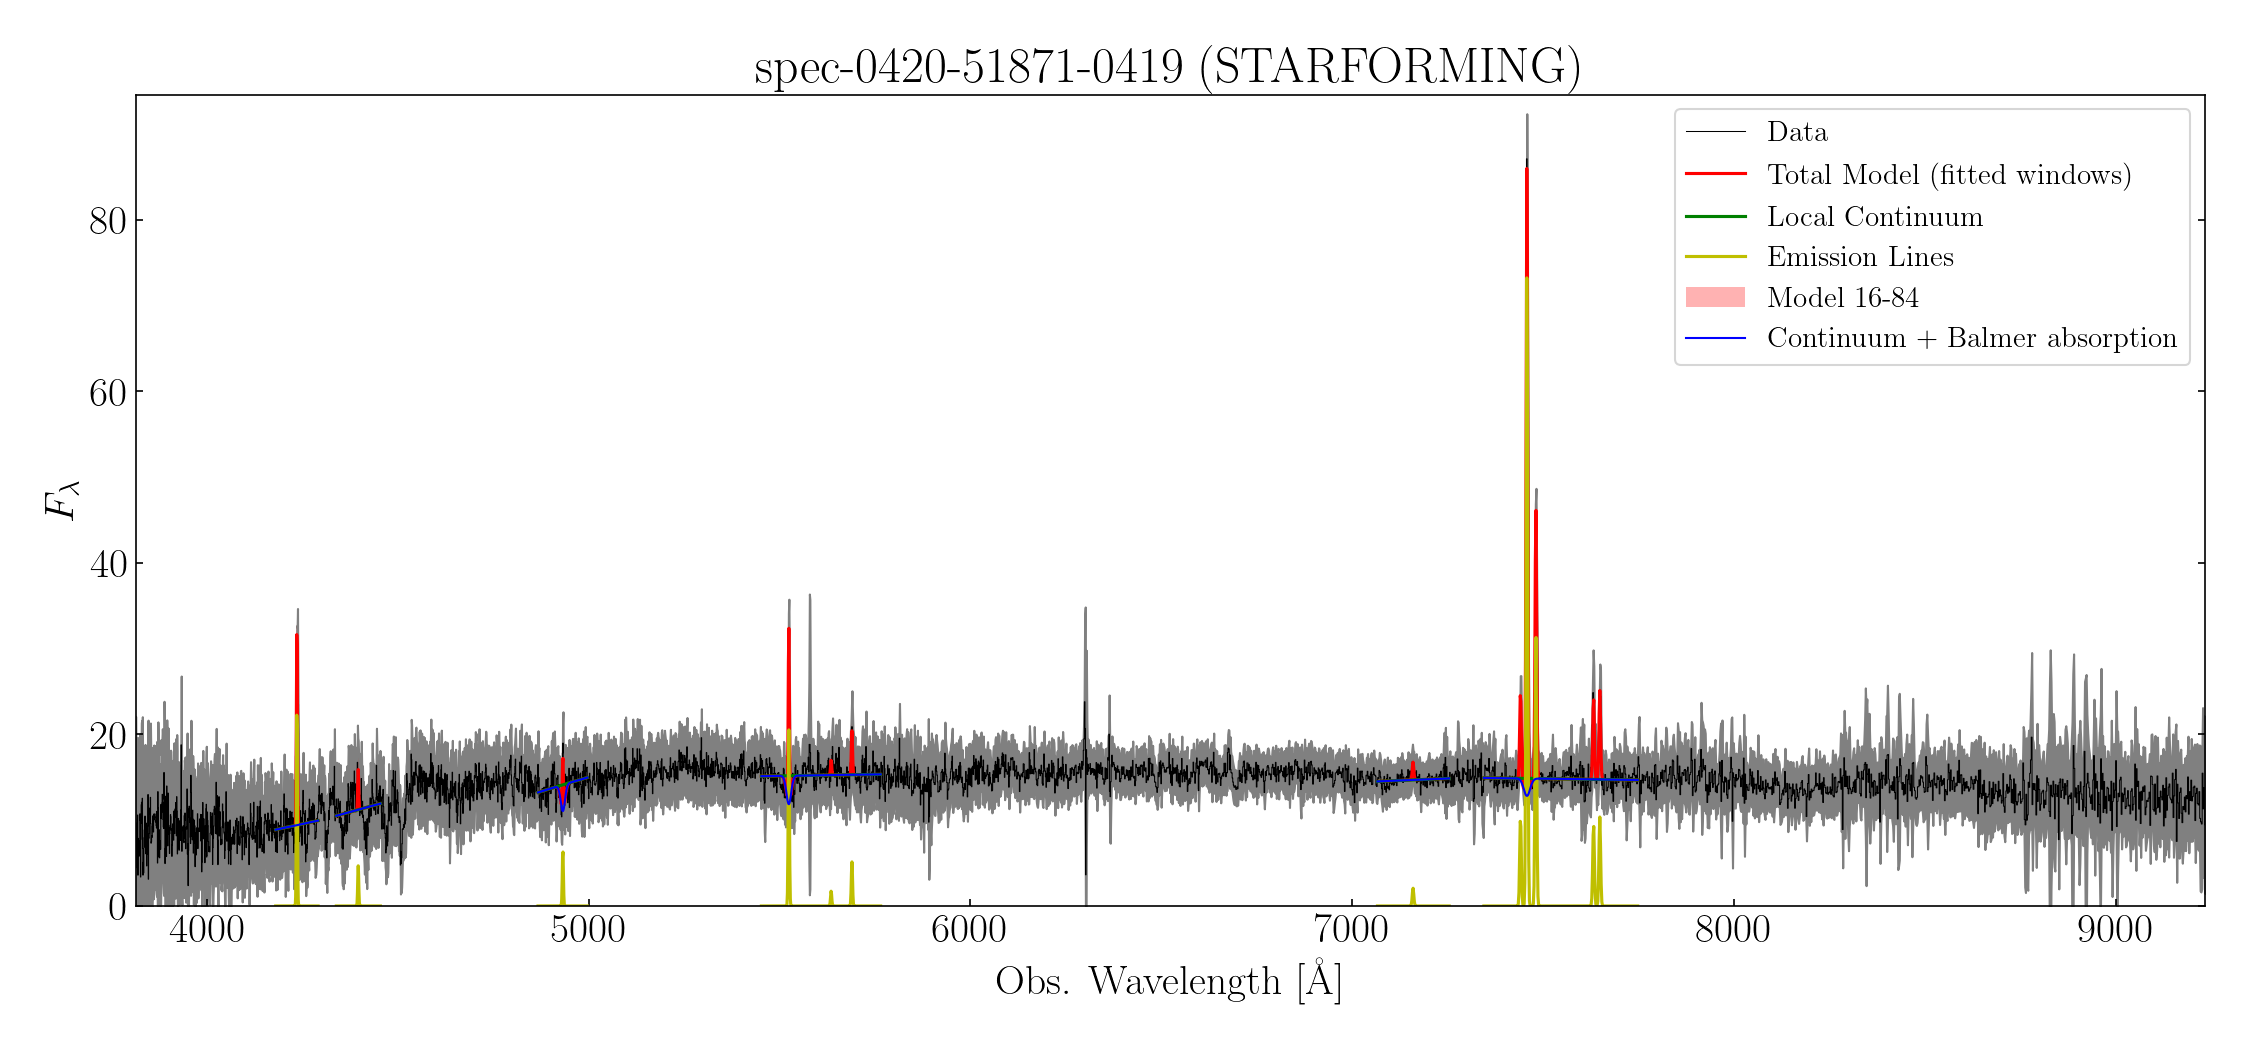 spec-0420-51871-0419 (STARFORMING)
Data
Total Model (fitted windows)
Local Continuum
Emission Lines
Model 16-84
Continuum + Balmer absorption
80
60
40
20
0
F_λ
4000 5000 6000 7000 8000 9000
Obs. Wavelength [Å]